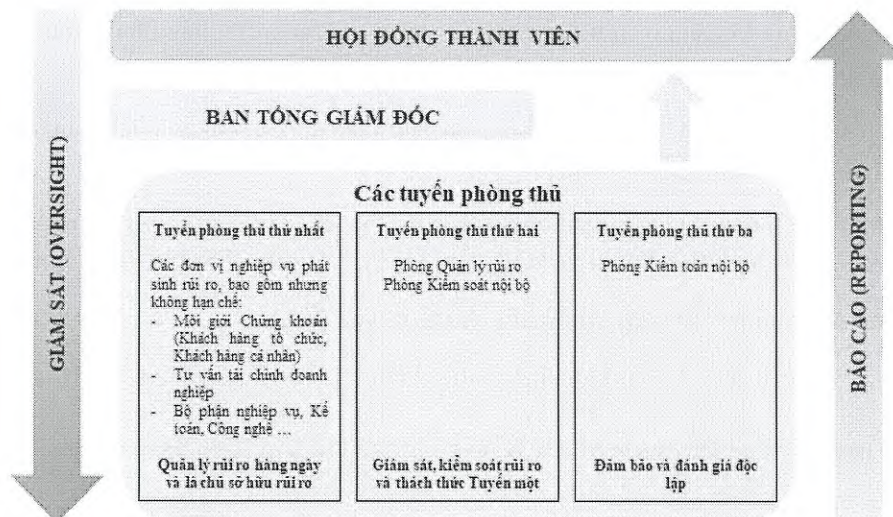 HỘI ĐỒNG THÀNH VIÊN
BAN TỔNG GIÁM ĐỐC
GIÁM SÁT (OVERSIGHT)
BÁO CÁO (REPORTING)
Các tuyến phòng thủ
Tuyến phòng thủ thứ nhất
Các đơn vị nghiệp vụ phát
sinh rủi ro, bao gồm nhưng
không hạn chế:
- Môi giới Chứng khoán
(Khách hàng tổ chức,
Khách hàng cá nhân)
- Tư vấn tài chính doanh
nghiệp
- Bộ phận nghiệp vụ, Kế
toán, Công nghệ ...
Quản lý rủi ro hàng ngày
và là chủ sở hữu rủi ro
Tuyến phòng thủ thứ hai
Phòng Quản lý rủi ro
Phòng Kiểm soát nội bộ
Giám sát, kiểm soát rủi ro
và thách thức Tuyến một
Tuyến phòng thủ thứ ba
Phòng Kiểm toán nội bộ
Đảm bảo và đánh giá độc
lập